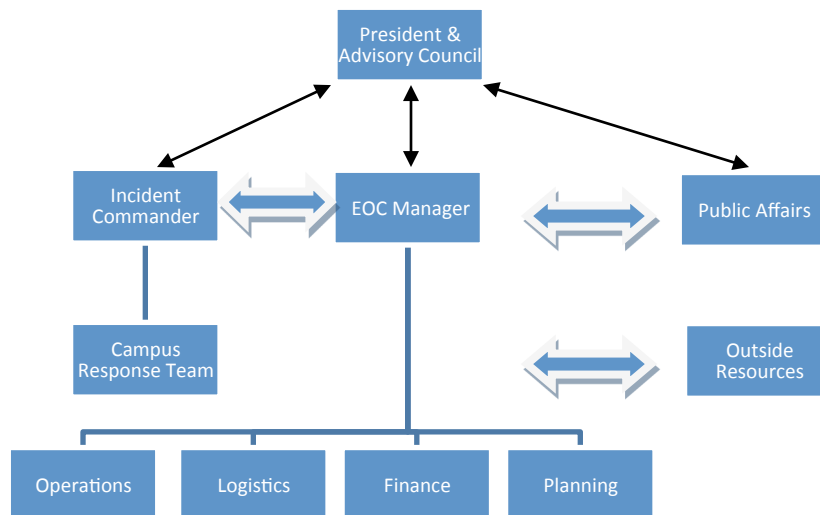 President &
Advisory Council
Incident
Commander
EOC Manager
Public Affairs
Campus
Response Team
Outside
Resources
Operations
Logistics
Finance
Planning